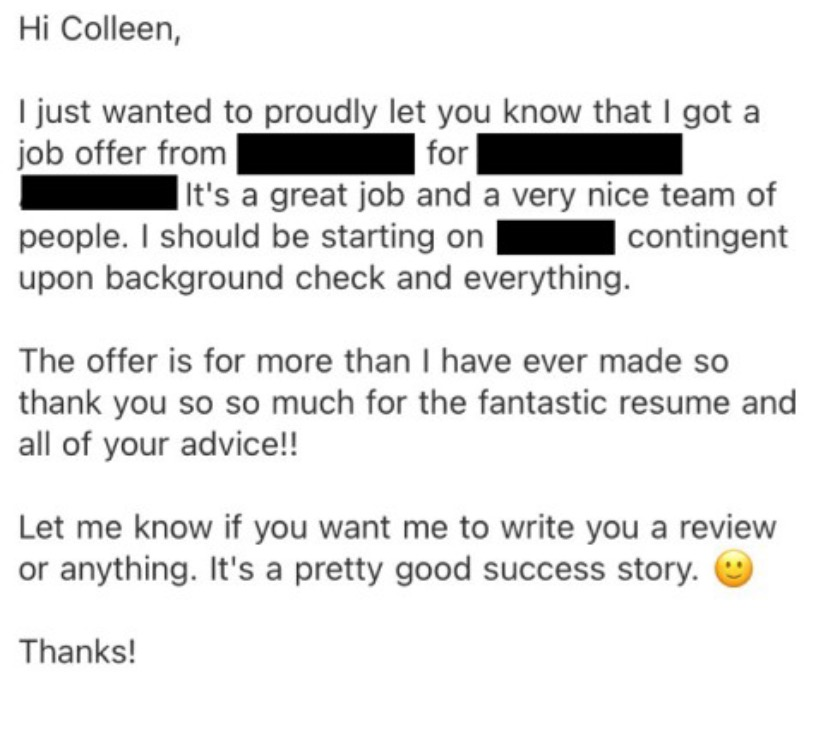 Hi Colleen,
I just wanted to proudly let you know that I got a
job offer from for
It's a great job and a very nice team of
people. I should be starting on contingent
upon background check and everything.
The offer is for more than I have ever made so
thank you so so much for the fantastic resume and
all of your advice!!
Let me know if you want me to write you a review
or anything. It's a pretty good success story. 🙂
Thanks!